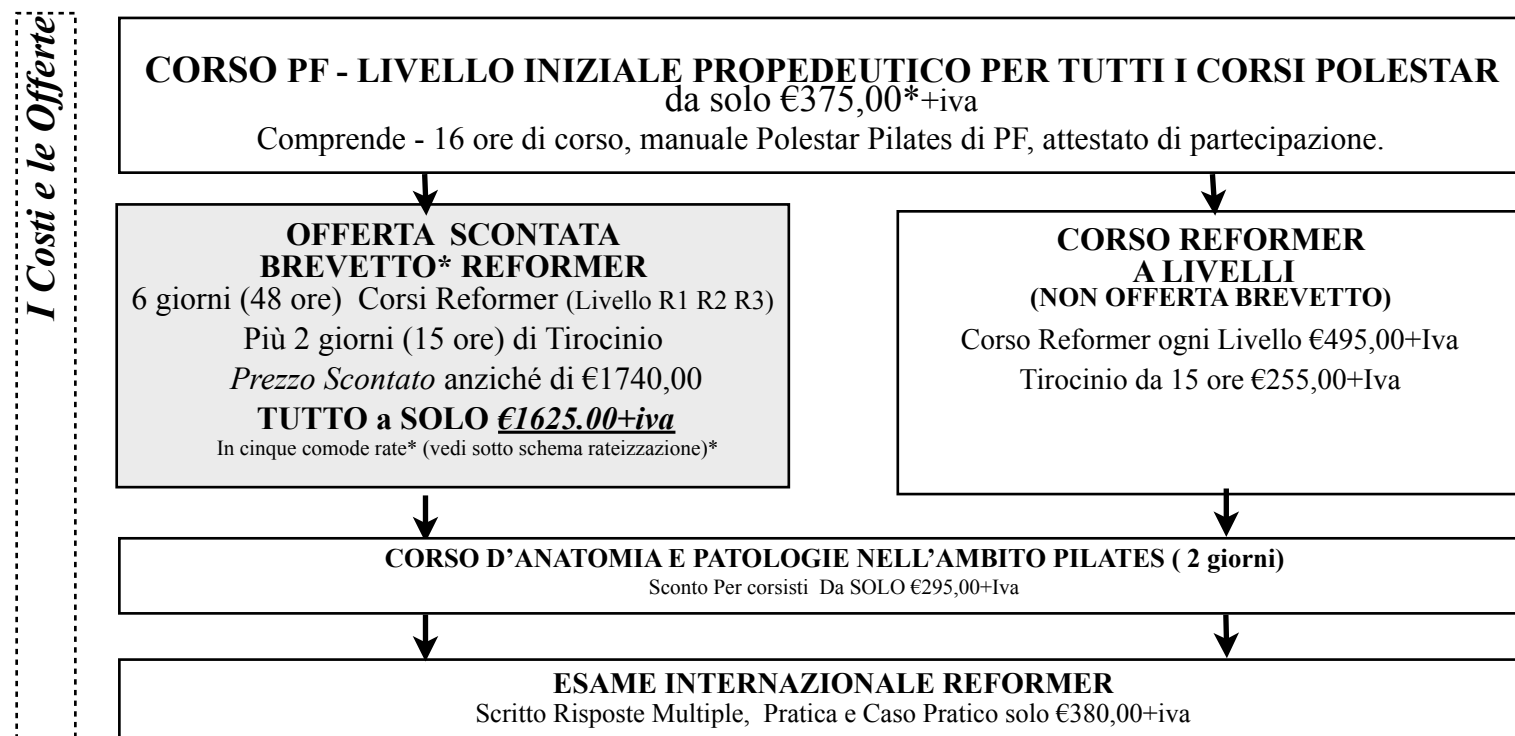 I Costi e le Offerte
CORSO PF - LIVELLO INIZIALE PROPEDEUTICO PER TUTTI I CORSI POLESTAR
da solo €375,00*+iva
Comprende - 16 ore di corso, manuale Polestar Pilates di PF, attestato di partecipazione.
OFFERTA SCONTATA
BREVETTO* REFORMER
6 giorni (48 ore) Corsi Reformer (Livello R1 R2 R3)
Più 2 giorni (15 ore) di Tirocinio
Prezzo Scontato anziché di €1740,00
TUTTO a SOLO €1625.00+iva
In cinque comode rate* (vedi sotto schema rateizzazione)*
CORSO REFORMER
A LIVELLI
(NON OFFERTA BREVETTO)
Corso Reformer ogni Livello €495,00+Iva
Tirocinio da 15 ore €255,00+Iva
CORSO D’ANATOMIA E PATOLOGIE NELL’AMBITO PILATES ( 2 giorni)
Sconto Per corsisti Da SOLO €295,00+Iva
ESAME INTERNAZIONALE REFORMER
Scritto Risposte Multiple, Pratica e Caso Pratico solo €380,00+iva